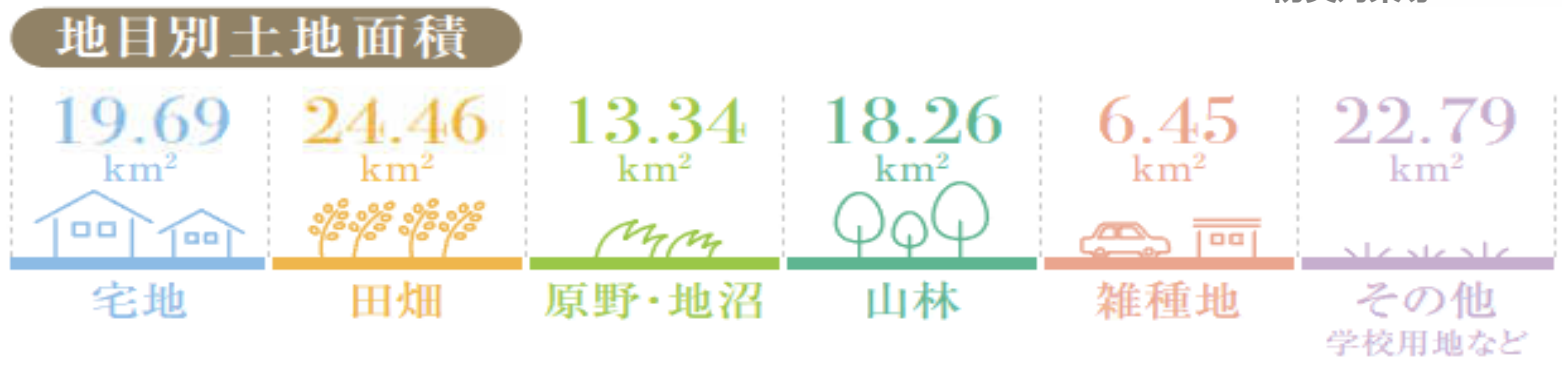 地目別土地面積
19.69
km²
宅地
24.46
km²
田畑
13.34
km²
原野・地沼
18.26
km²
山林
6.45
km²
雑種地
22.79
km²
その他
学校用地など